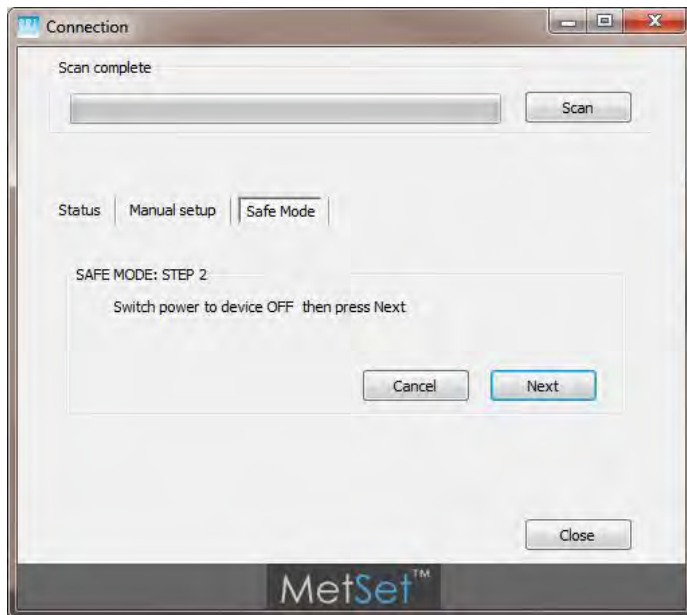 Connection
Scan complete
Scan
Status Manual setup Safe Mode
SAFE MODE: STEP 2
Switch power to device OFF then press Next
Cancel Next
Close
MetSet™